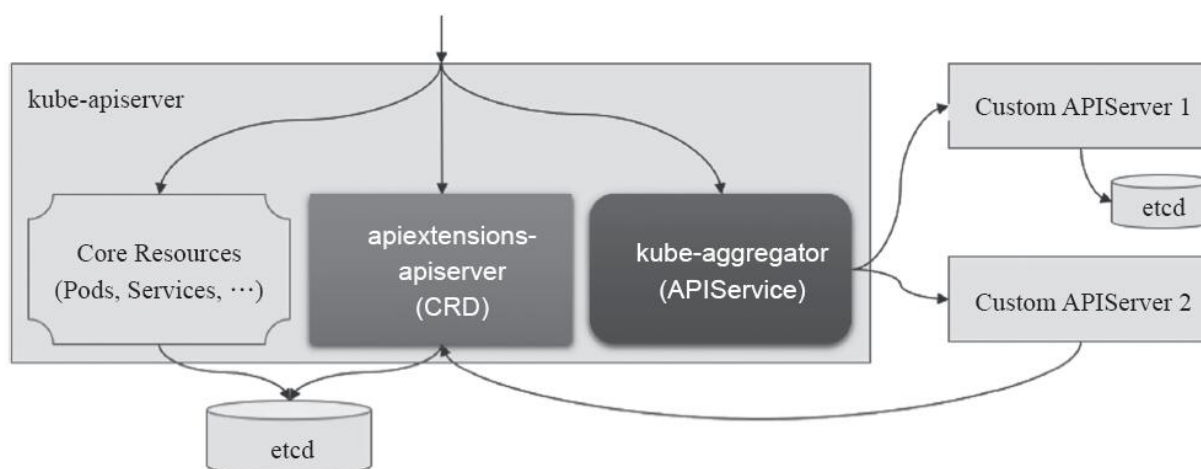 kube-apiserver
Core Resources
(Pods, Services, ⋯)
apiextensions-
apiserver
(CRD)
kube-aggregator
(APIService)
Custom APIServer 1
etcd
Custom APIServer 2
etcd